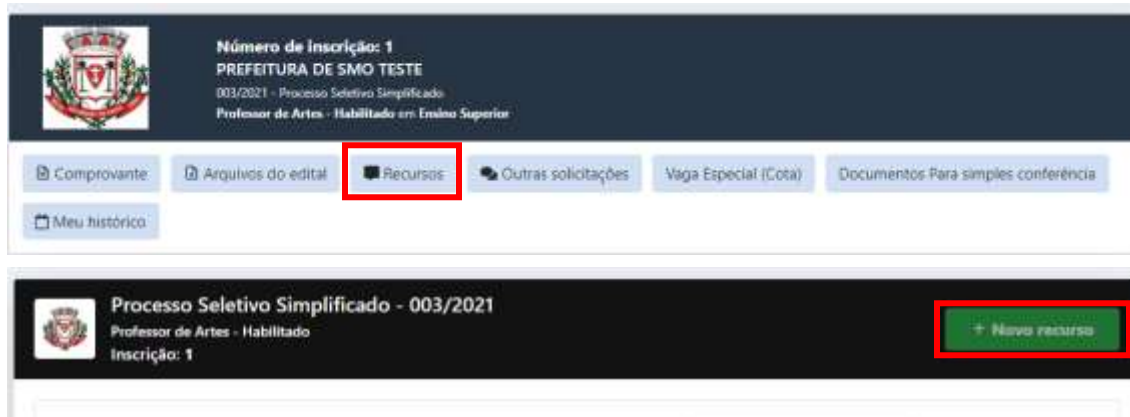 Número de inscrição: 1
PREFEITURA DE SMO TESTE
003/2021 - Processo Seletivo Simplificado
Professor de Artes - Habilitado em Ensino Superior
Comprovante
Arquivos do edital
Recursos
Outras solicitações
Vaga Especial (Cota)
Documentos Para simples conferência
Meu histórico
Processo Seletivo Simplificado - 003/2021
Professor de Artes - Habilitado
Inscrição: 1
+ Novo recurso